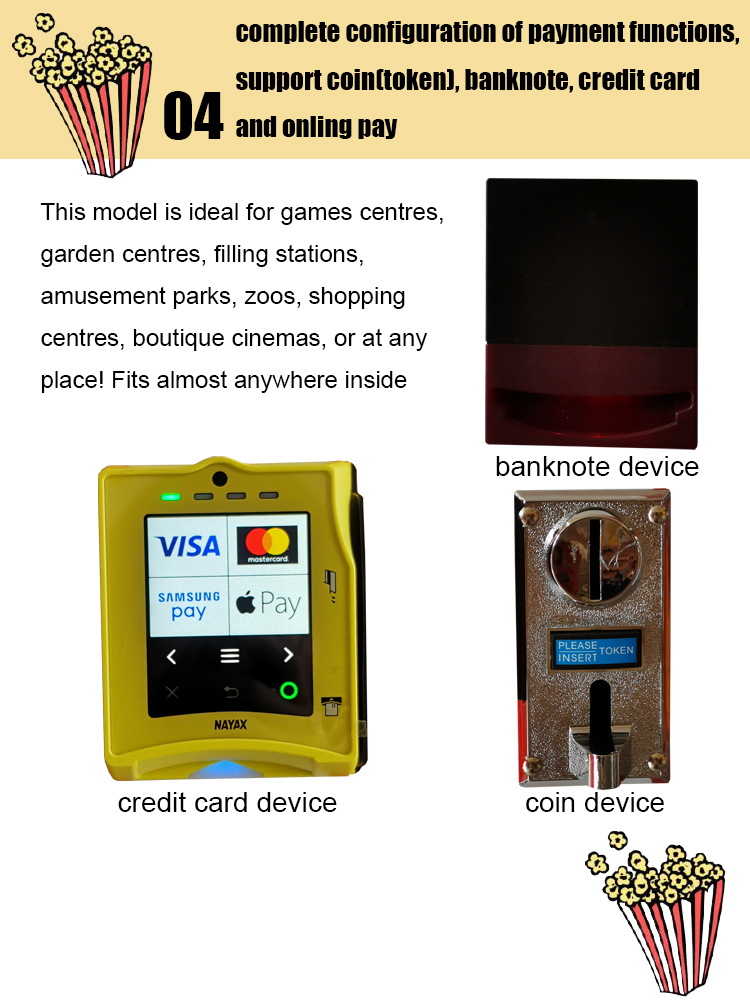 04
complete configuration of payment functions,
support coin(token), banknote, credit card
and onling pay
This model is ideal for games centres,
garden centres, filling stations,
amusement parks, zoos, shopping
centres, boutique cinemas, or at any
place! Fits almost anywhere inside
banknote device
VISA
mastercard
SAMSUNG
pay
Pay
NAYAX
credit card device
PLEASE
INSERT TOKEN
coin device